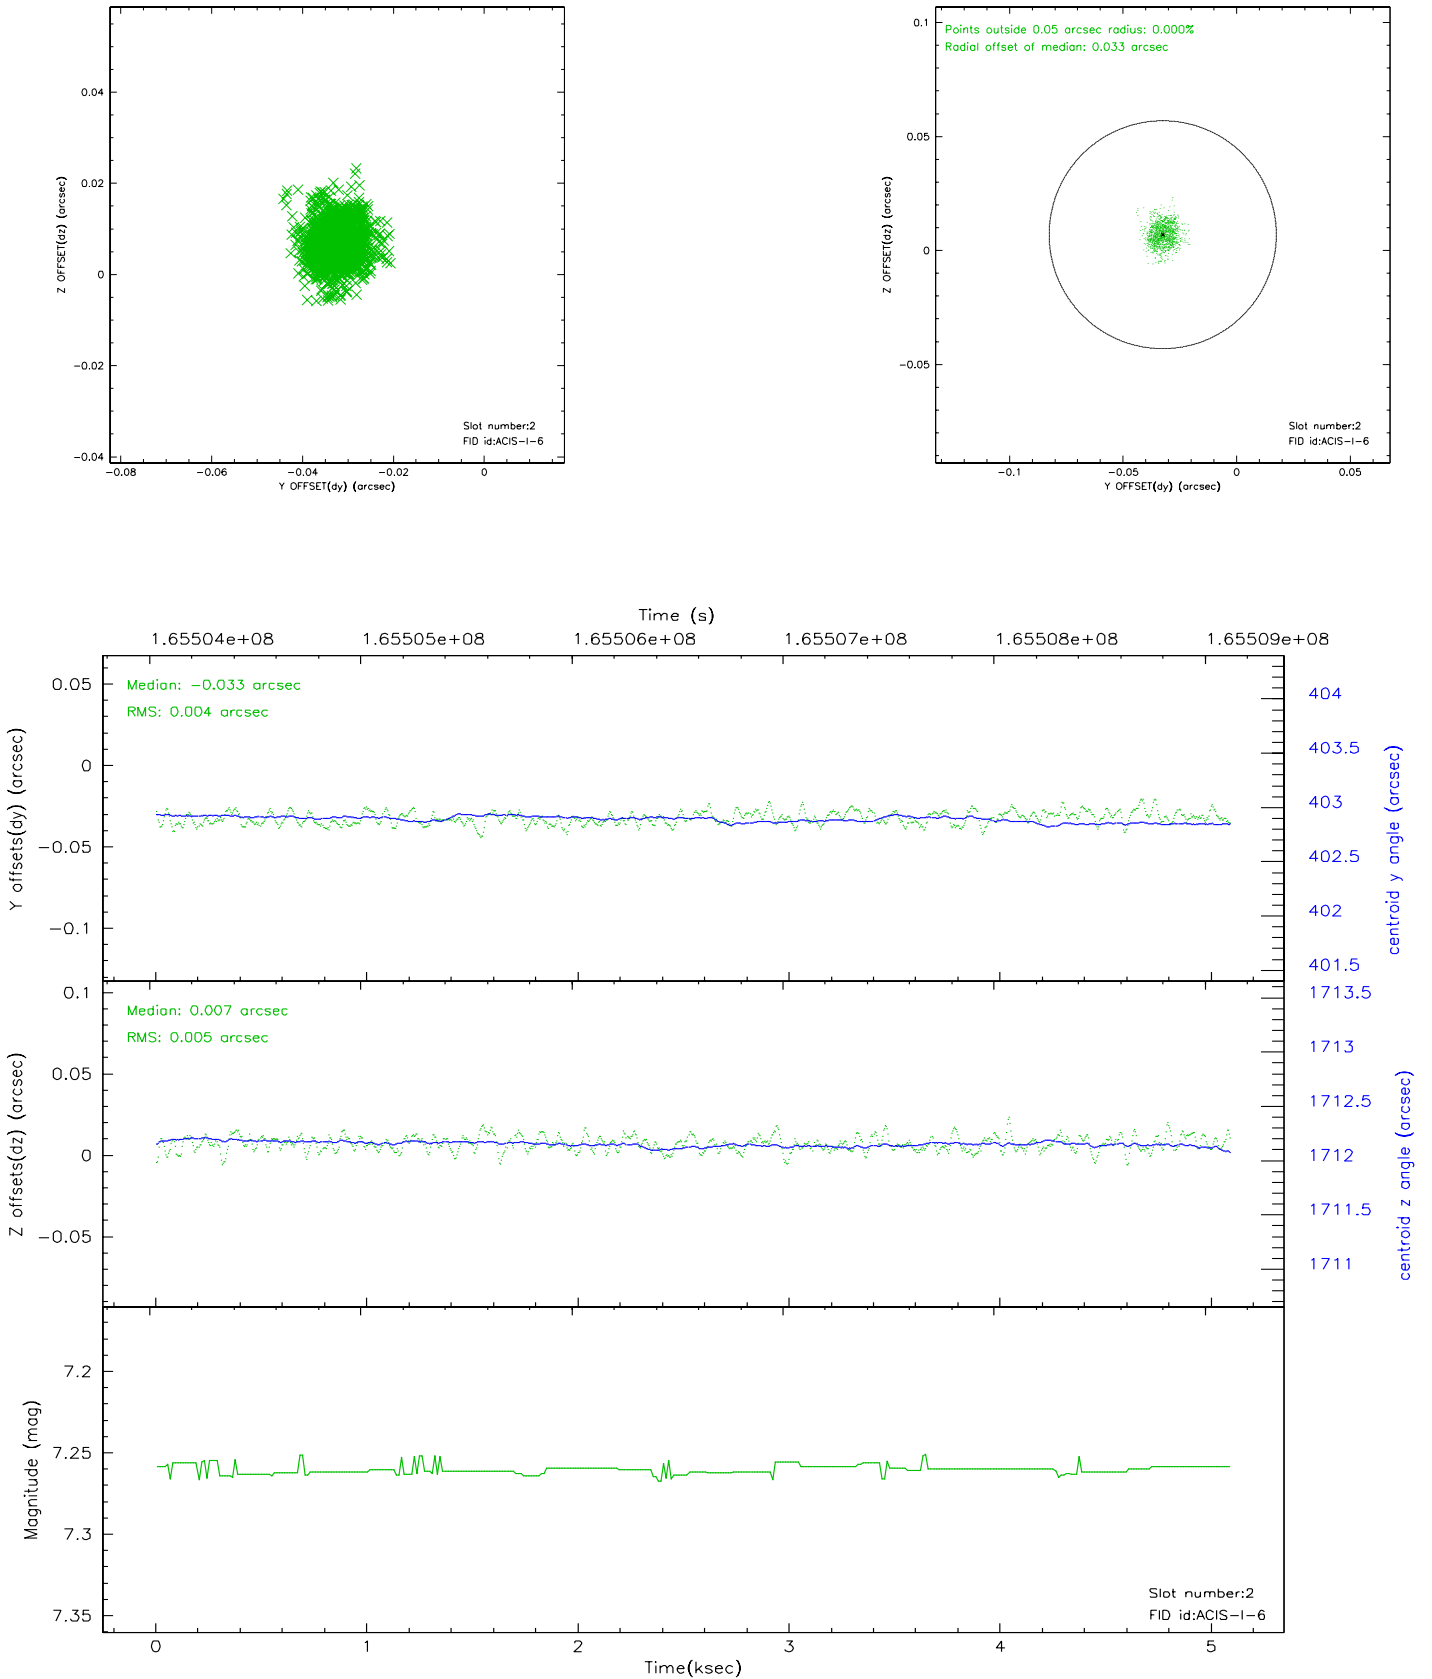 0.04
0.02
0
−0.02
−0.04
Z OFFSET(dz) (arcsec)
Slot number:2
FID id:ACIS−I−6
−0.08 −0.06 −0.04 −0.02 0
Y OFFSET(dy) (arcsec)
0.1
0.05
0
−0.05
Z OFFSET(dz) (arcsec)
Points outside 0.05 arcsec radius: 0.000%
Radial offset of median: 0.033 arcsec
Slot number:2
FID id:ACIS−I−6
−0.1 −0.05 0 0.05
Y OFFSET(dy) (arcsec)
Time (s)
1.65504e+08 1.65505e+08 1.65506e+08 1.65507e+08 1.65508e+08 1.65509e+08
0.05
0
−0.05
−0.1
Y offsets(dy) (arcsec)
Median: −0.033 arcsec
RMS: 0.004 arcsec
404
403.5
403
402.5
402
401.5
centroid y angle (arcsec)
0.1
0.05
0
−0.05
Z offsets(dz) (arcsec)
Median: 0.007 arcsec
RMS: 0.005 arcsec
1713.5
1713
1712.5
1712
1711.5
1711
centroid z angle (arcsec)
7.2
7.25
7.3
7.35
Magnitude (mag)
Slot number:2
FID id:ACIS−I−6
0 1 2 3 4 5
Time(ksec)